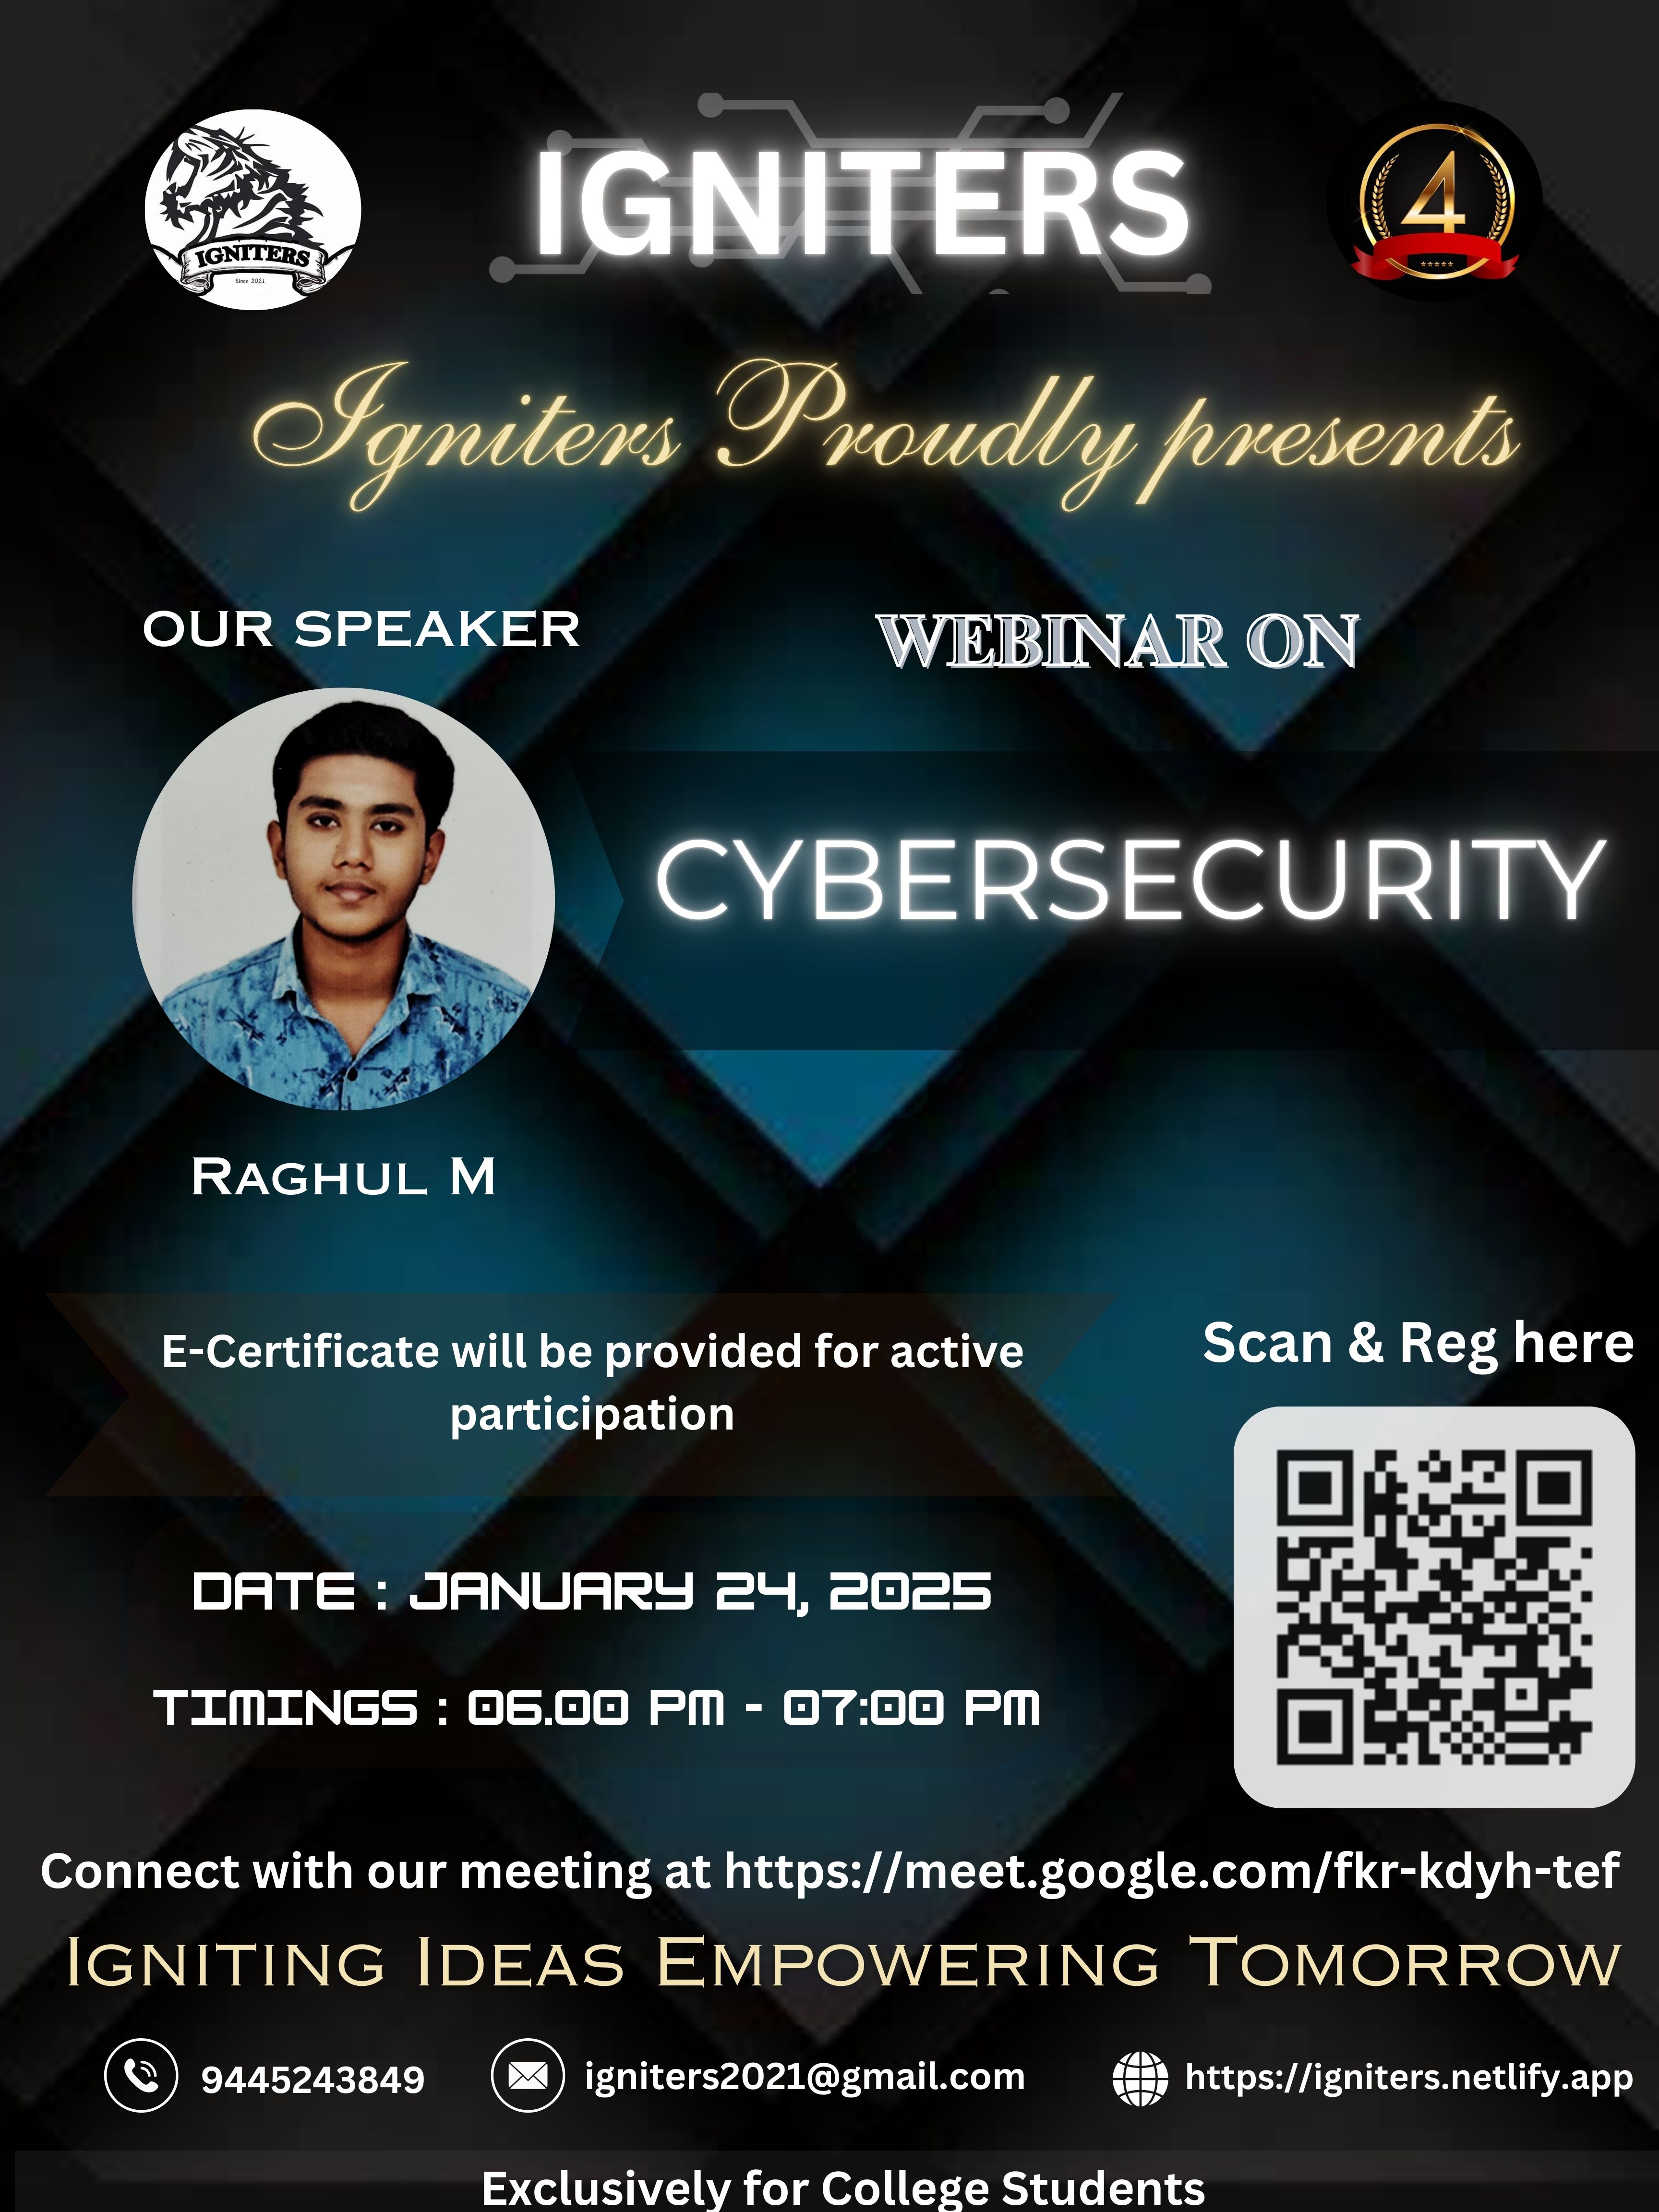 IGNITERS
Since 2021
IGNITERS
4
Igniters Proudly presents
OUR SPEAKER
WEBINAR ON
CYBERSECURITY
RAGHUL M
E-Certificate will be provided for active
participation
Scan & Reg here
DATE : JANUARY 24, 2025
TIMINGS : 06.00 PM - 07:00 PM
Connect with our meeting at https://meet.google.com/fkr-kdyh-tef
IGNITING IDEAS EMPOWERING TOMORROW
9445243849
igniters2021@gmail.com
https://igniters.netlify.app
Exclusively for College Students